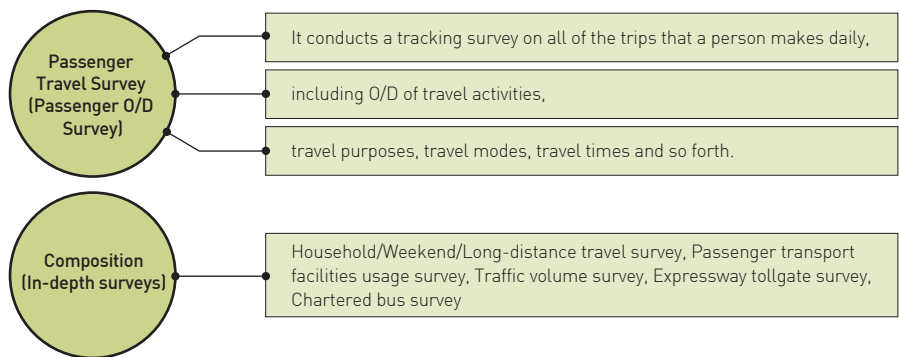 Passenger
Travel Survey
(Passenger O/D
Survey)
It conducts a tracking survey on all of the trips that a person makes daily,
including O/D of travel activities,
travel purposes, travel modes, travel times and so forth.
Composition
(In-depth surveys)
Household/Weekend/Long-distance travel survey, Passenger transport
facilities usage survey, Traffic volume survey, Expressway tollgate survey,
Chartered bus survey